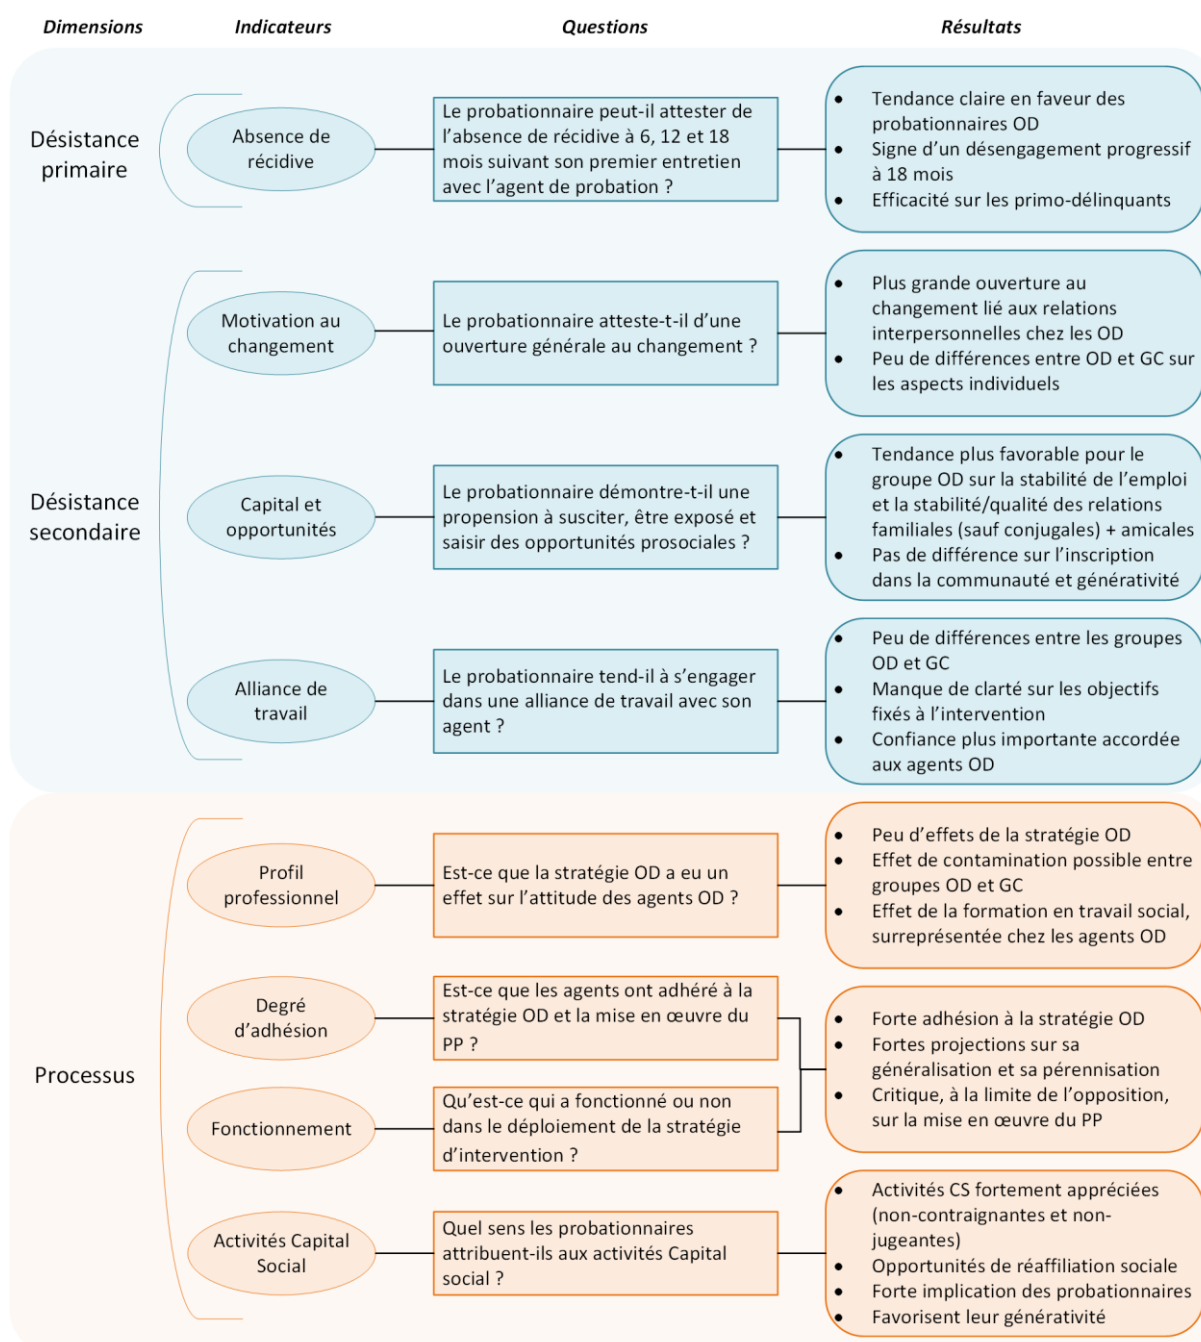 Dimensions Indicateurs Questions Résultats
Désistance
primaire
Absence de
récidive
Le probationnaire peut-il attester de
l’absence de récidive à 6, 12 et 18
mois suivant son premier entretien
avec l’agent de probation ?
• Tendance claire en faveur des
probationnaires OD
• Signe d’un désengagement progressif
à 18 mois
• Efficacité sur les primo-délinquants
Désistance
secondaire
Motivation au
changement
Le probationnaire atteste-t-il d’une
ouverture générale au changement ?
• Plus grande ouverture au
changement lié aux relations
interpersonnelles chez les OD
• Peu de différences entre OD et GC sur
les aspects individuels
Capital et
opportunités
Le probationnaire démontre-t-il une
propension à susciter, être exposé et
saisir des opportunités prosociales ?
• Tendance plus favorable pour le
groupe OD sur la stabilité de l’emploi
et la stabilité/qualité des relations
familiales (sauf conjugales) + amicales
• Pas de différence sur l’inscription
dans la communauté et générativité
Alliance de
travail
Le probationnaire tend-il à s’engager
dans une alliance de travail avec son
agent ?
• Peu de différences entre les groupes
OD et GC
• Manque de clarté sur les objectifs
fixés à l’intervention
• Confiance plus importante accordée
aux agents OD
Processus
Profil
professionnel
Est-ce que la stratégie OD a eu un
effet sur l’attitude des agents OD ?
• Peu d’effets de la stratégie OD
• Effet de contamination possible entre
groupes OD et GC
• Effet de la formation en travail social,
surreprésentée chez les agents OD
Degré
d’adhésion
Est-ce que les agents ont adhéré à la
stratégie OD et la mise en œuvre du
PP ?
Fonctionnement
Qu’est-ce qui a fonctionné ou non
dans le déploiement de la stratégie
d’intervention ?
• Forte adhésion à la stratégie OD
• Fortes projections sur sa
généralisation et sa pérennisation
• Critique, à la limite de l’opposition,
sur la mise en œuvre du PP
Activités Capital
Social
Quel sens les probationnaires
attribuent-ils aux activités Capital
social ?
• Activités CS fortement appréciées
(non-contraignantes et non-
jugeantes)
• Opportunités de réaffiliation sociale
• Forte implication des probationnaires
• Favorisent leur générativité